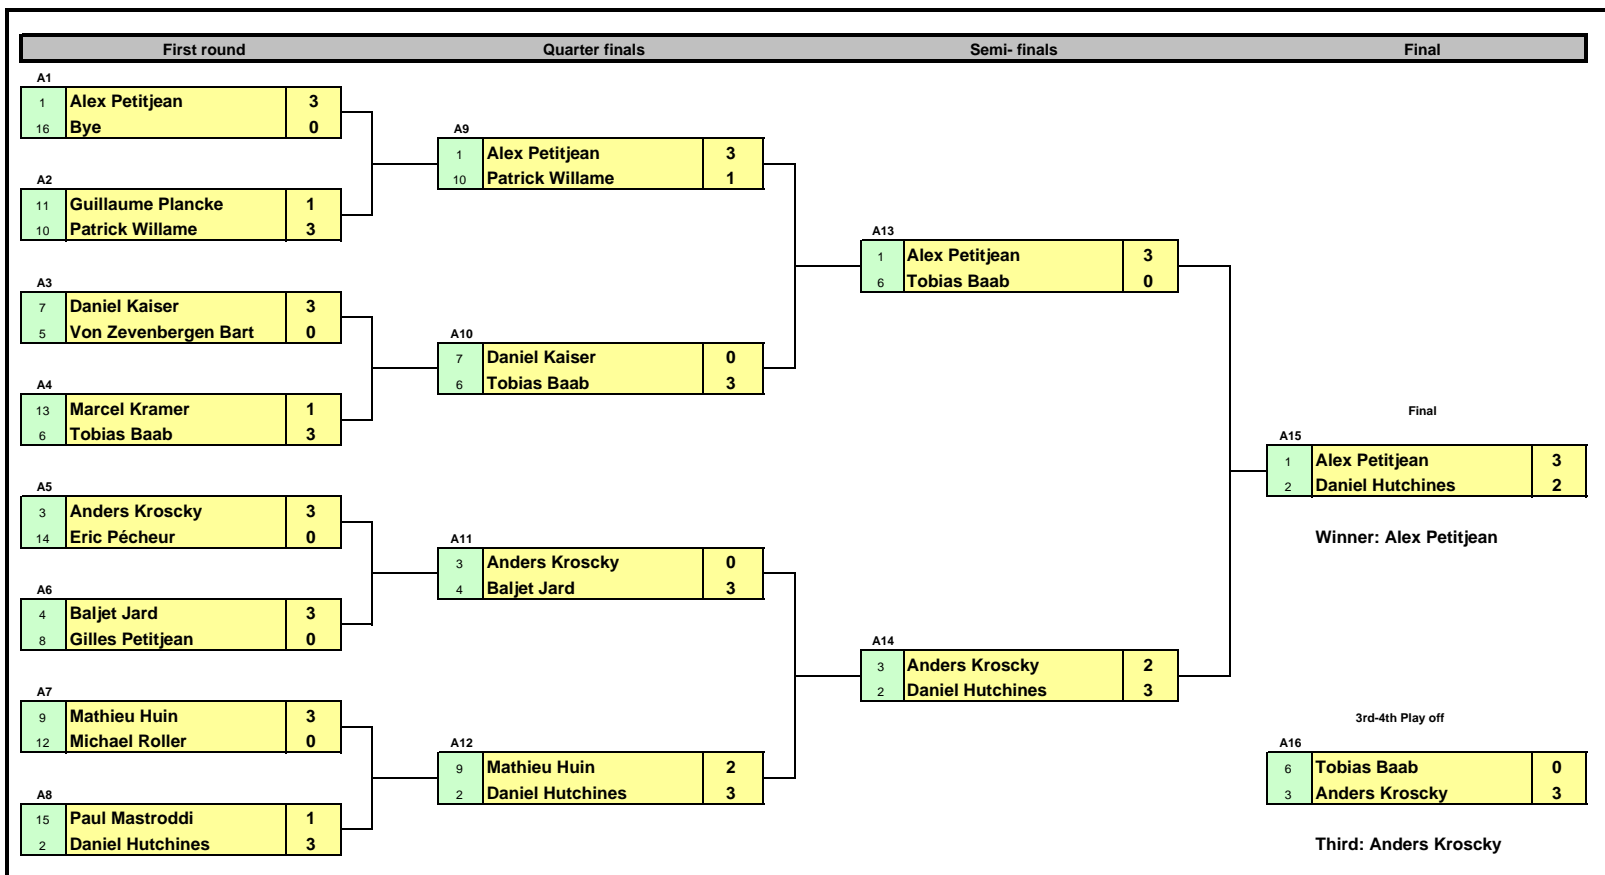 First round Quarter finals Semi- finals Final
A1
1 Alex Petitjean 3
16 Bye 0
A2
11 Guillaume Plancke 1
10 Patrick Willame 3
A3
7 Daniel Kaiser 3
5 Von Zevenbergen Bart 0
A4
13 Marcel Kramer 1
6 Tobias Baab 3
A5
3 Anders Kroscky 3
14 Eric Pécheur 0
A6
4 Baljet Jard 3
8 Gilles Petitjean 0
A7
9 Mathieu Huin 3
12 Michael Roller 0
A8
15 Paul Mastroddi 1
2 Daniel Hutchines 3
A9
1 Alex Petitjean 3
10 Patrick Willame 1
A10
7 Daniel Kaiser 0
6 Tobias Baab 3
A11
3 Anders Kroscky 0
4 Baljet Jard 3
A12
9 Mathieu Huin 2
2 Daniel Hutchines 3
A13
1 Alex Petitjean 3
6 Tobias Baab 0
A14
3 Anders Kroscky 2
2 Daniel Hutchines 3
Final
A15
1 Alex Petitjean 3
2 Daniel Hutchines 2
Winner: Alex Petitjean
3rd-4th Play off
A16
6 Tobias Baab 0
3 Anders Kroscky 3
Third: Anders Kroscky